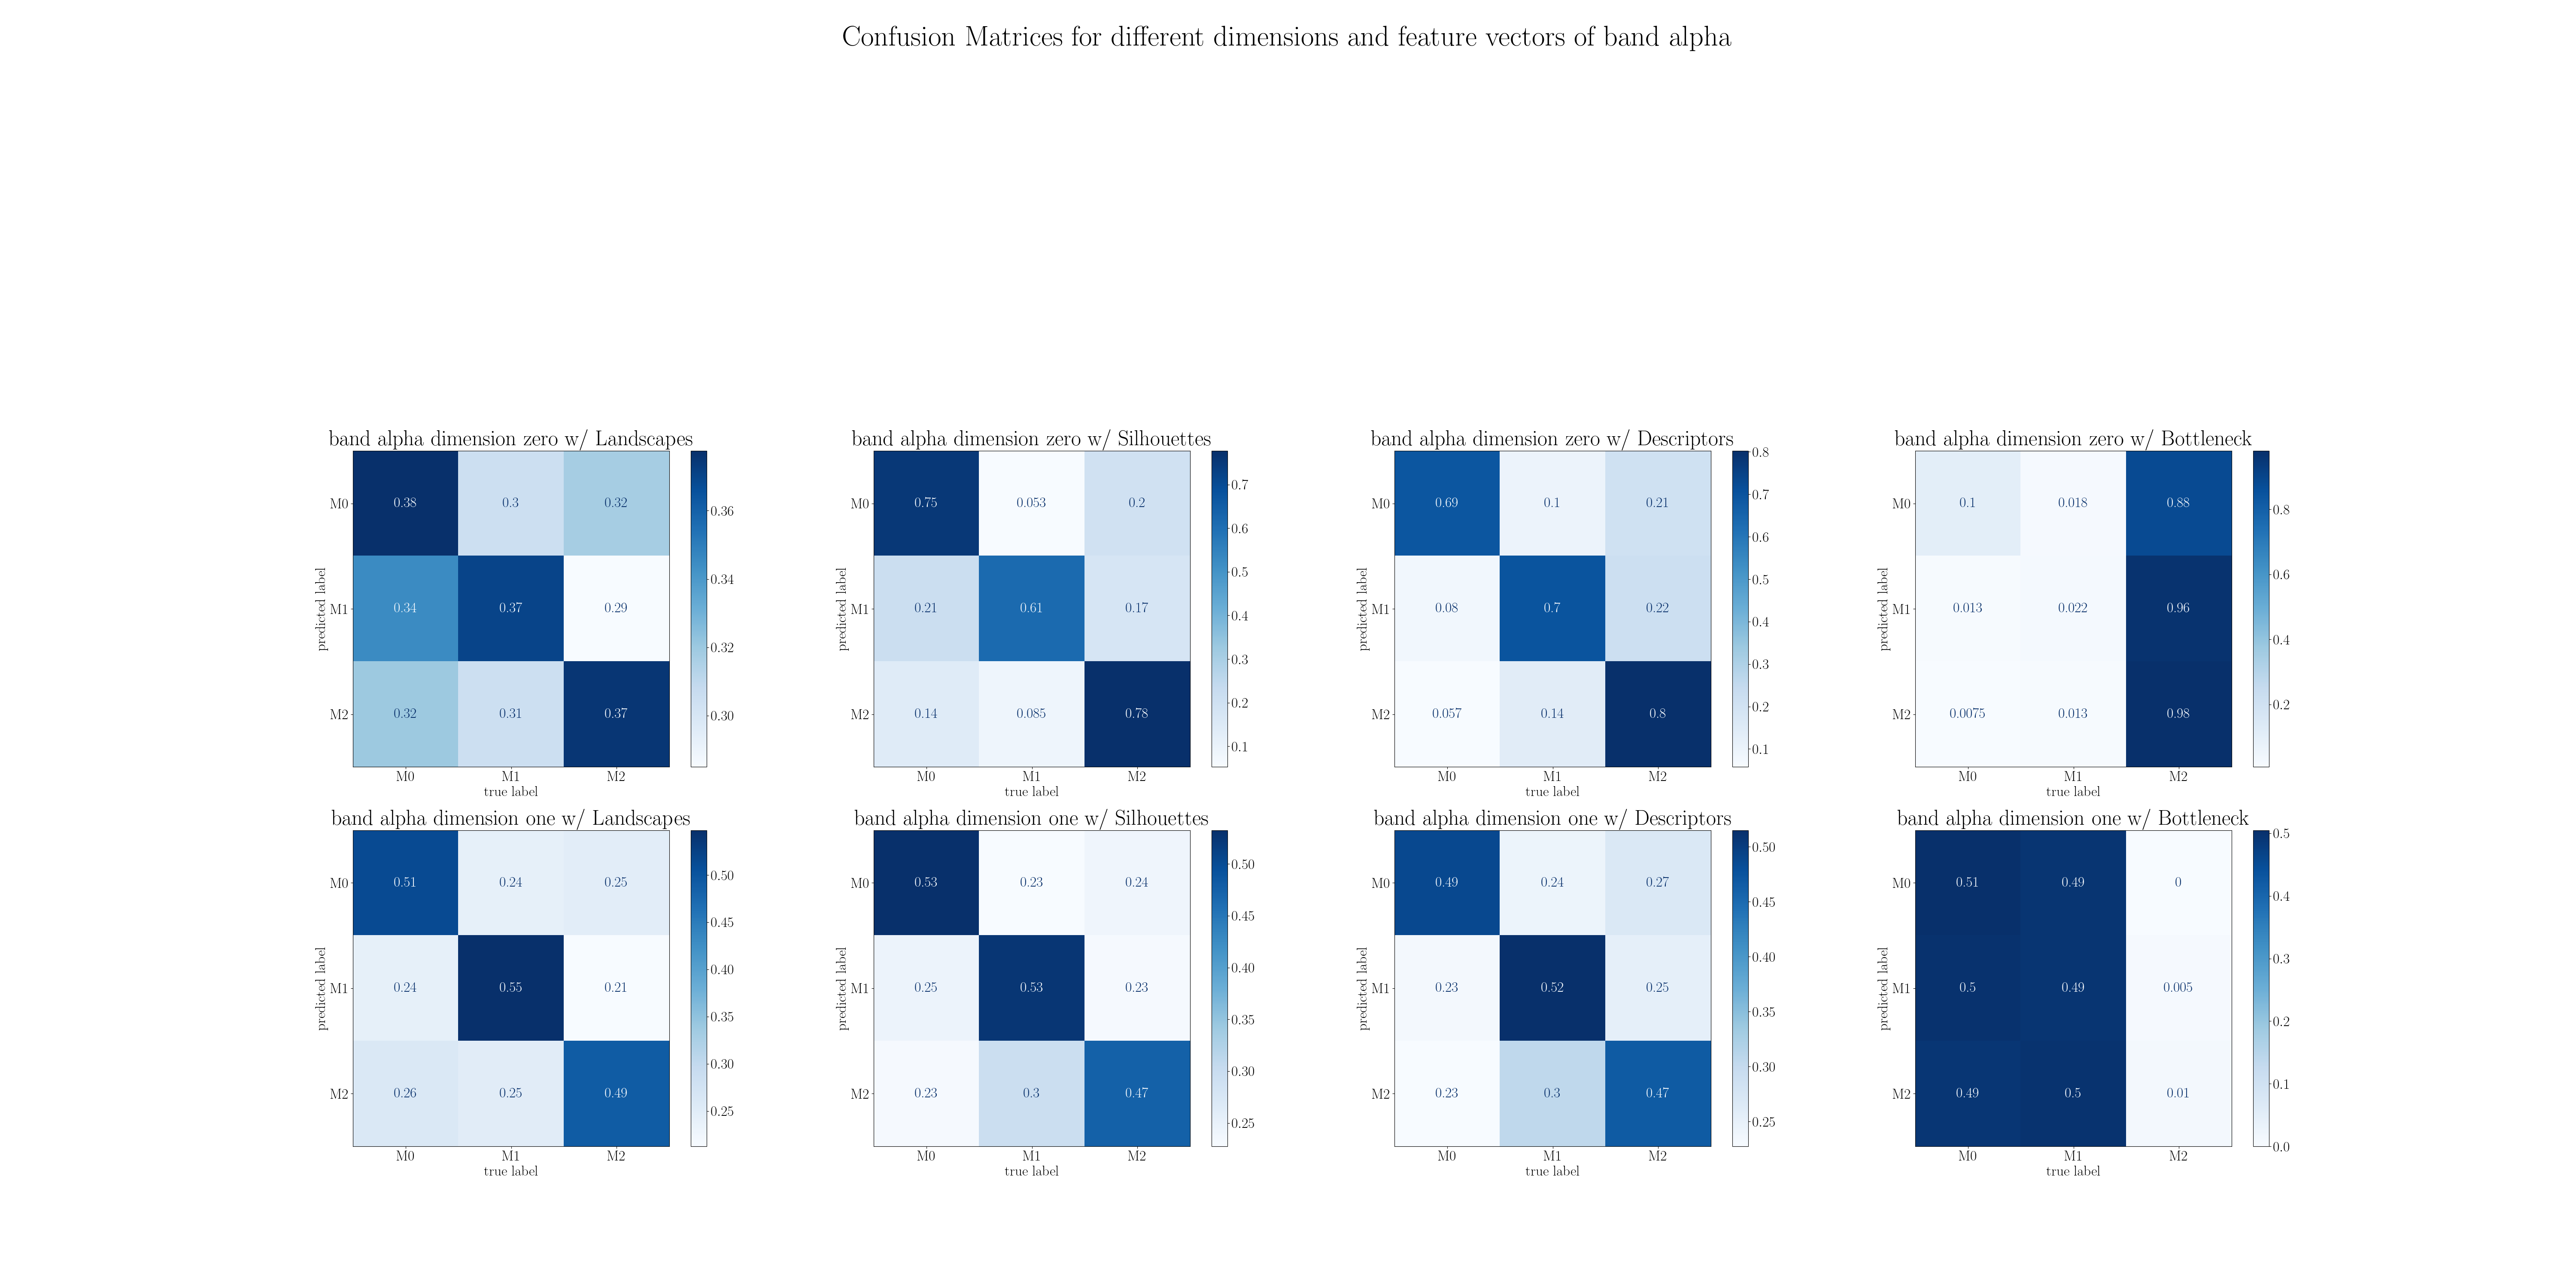 Confusion Matrices for different dimensions and feature vectors of band alpha
band alpha dimension zero w/ Landscapes
predicted label
M0 0.38 0.3 0.32
M1 0.34 0.37 0.29
M2 0.32 0.31 0.37
M0 M1 M2
true label
0.36
0.34
0.32
0.30
band alpha dimension zero w/ Silhouettes
predicted label
M0 0.75 0.053 0.2
M1 0.21 0.61 0.17
M2 0.14 0.085 0.78
M0 M1 M2
true label
0.7
0.6
0.5
0.4
0.3
0.2
0.1
band alpha dimension zero w/ Descriptors
predicted label
M0 0.69 0.1 0.21
M1 0.08 0.7 0.22
M2 0.057 0.14 0.8
M0 M1 M2
true label
0.8
0.7
0.6
0.5
0.4
0.3
0.2
0.1
band alpha dimension zero w/ Bottleneck
predicted label
M0 0.1 0.018 0.88
M1 0.013 0.022 0.96
M2 0.0075 0.013 0.98
M0 M1 M2
true label
0.8
0.6
0.4
0.2
band alpha dimension one w/ Landscapes
predicted label
M0 0.51 0.24 0.25
M1 0.24 0.55 0.21
M2 0.26 0.25 0.49
M0 M1 M2
true label
0.50
0.45
0.40
0.35
0.30
0.25
band alpha dimension one w/ Silhouettes
predicted label
M0 0.53 0.23 0.24
M1 0.25 0.53 0.23
M2 0.23 0.3 0.47
M0 M1 M2
true label
0.50
0.45
0.40
0.35
0.30
0.25
band alpha dimension one w/ Descriptors
predicted label
M0 0.49 0.24 0.27
M1 0.23 0.52 0.25
M2 0.23 0.3 0.47
M0 M1 M2
true label
0.50
0.45
0.40
0.35
0.30
0.25
band alpha dimension one w/ Bottleneck
predicted label
M0 0.51 0.49 0
M1 0.5 0.49 0.005
M2 0.49 0.5 0.01
M0 M1 M2
true label
0.5
0.4
0.3
0.2
0.1
0.0